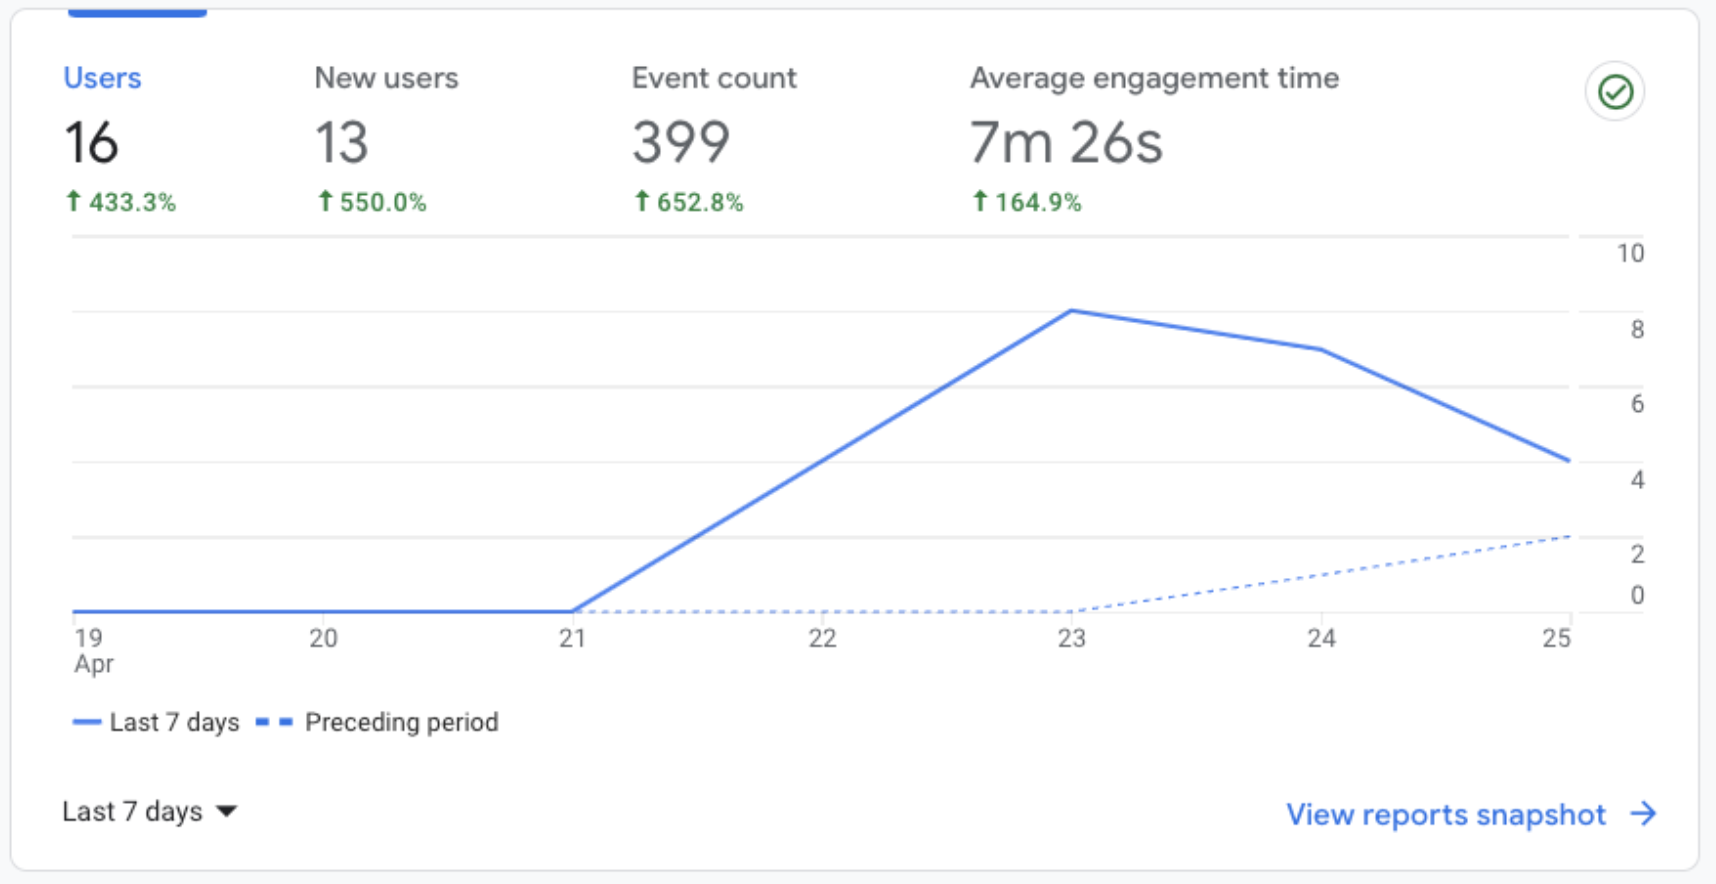 Users New users Event count Average engagement time
16 13 399 7m 26s
433.3% 550.0% 652.8% 164.9%
10
8
6
4
2
0
19 20 21 22 23 24 25
Apr
Last 7 days Preceding period
Last 7 days View reports snapshot